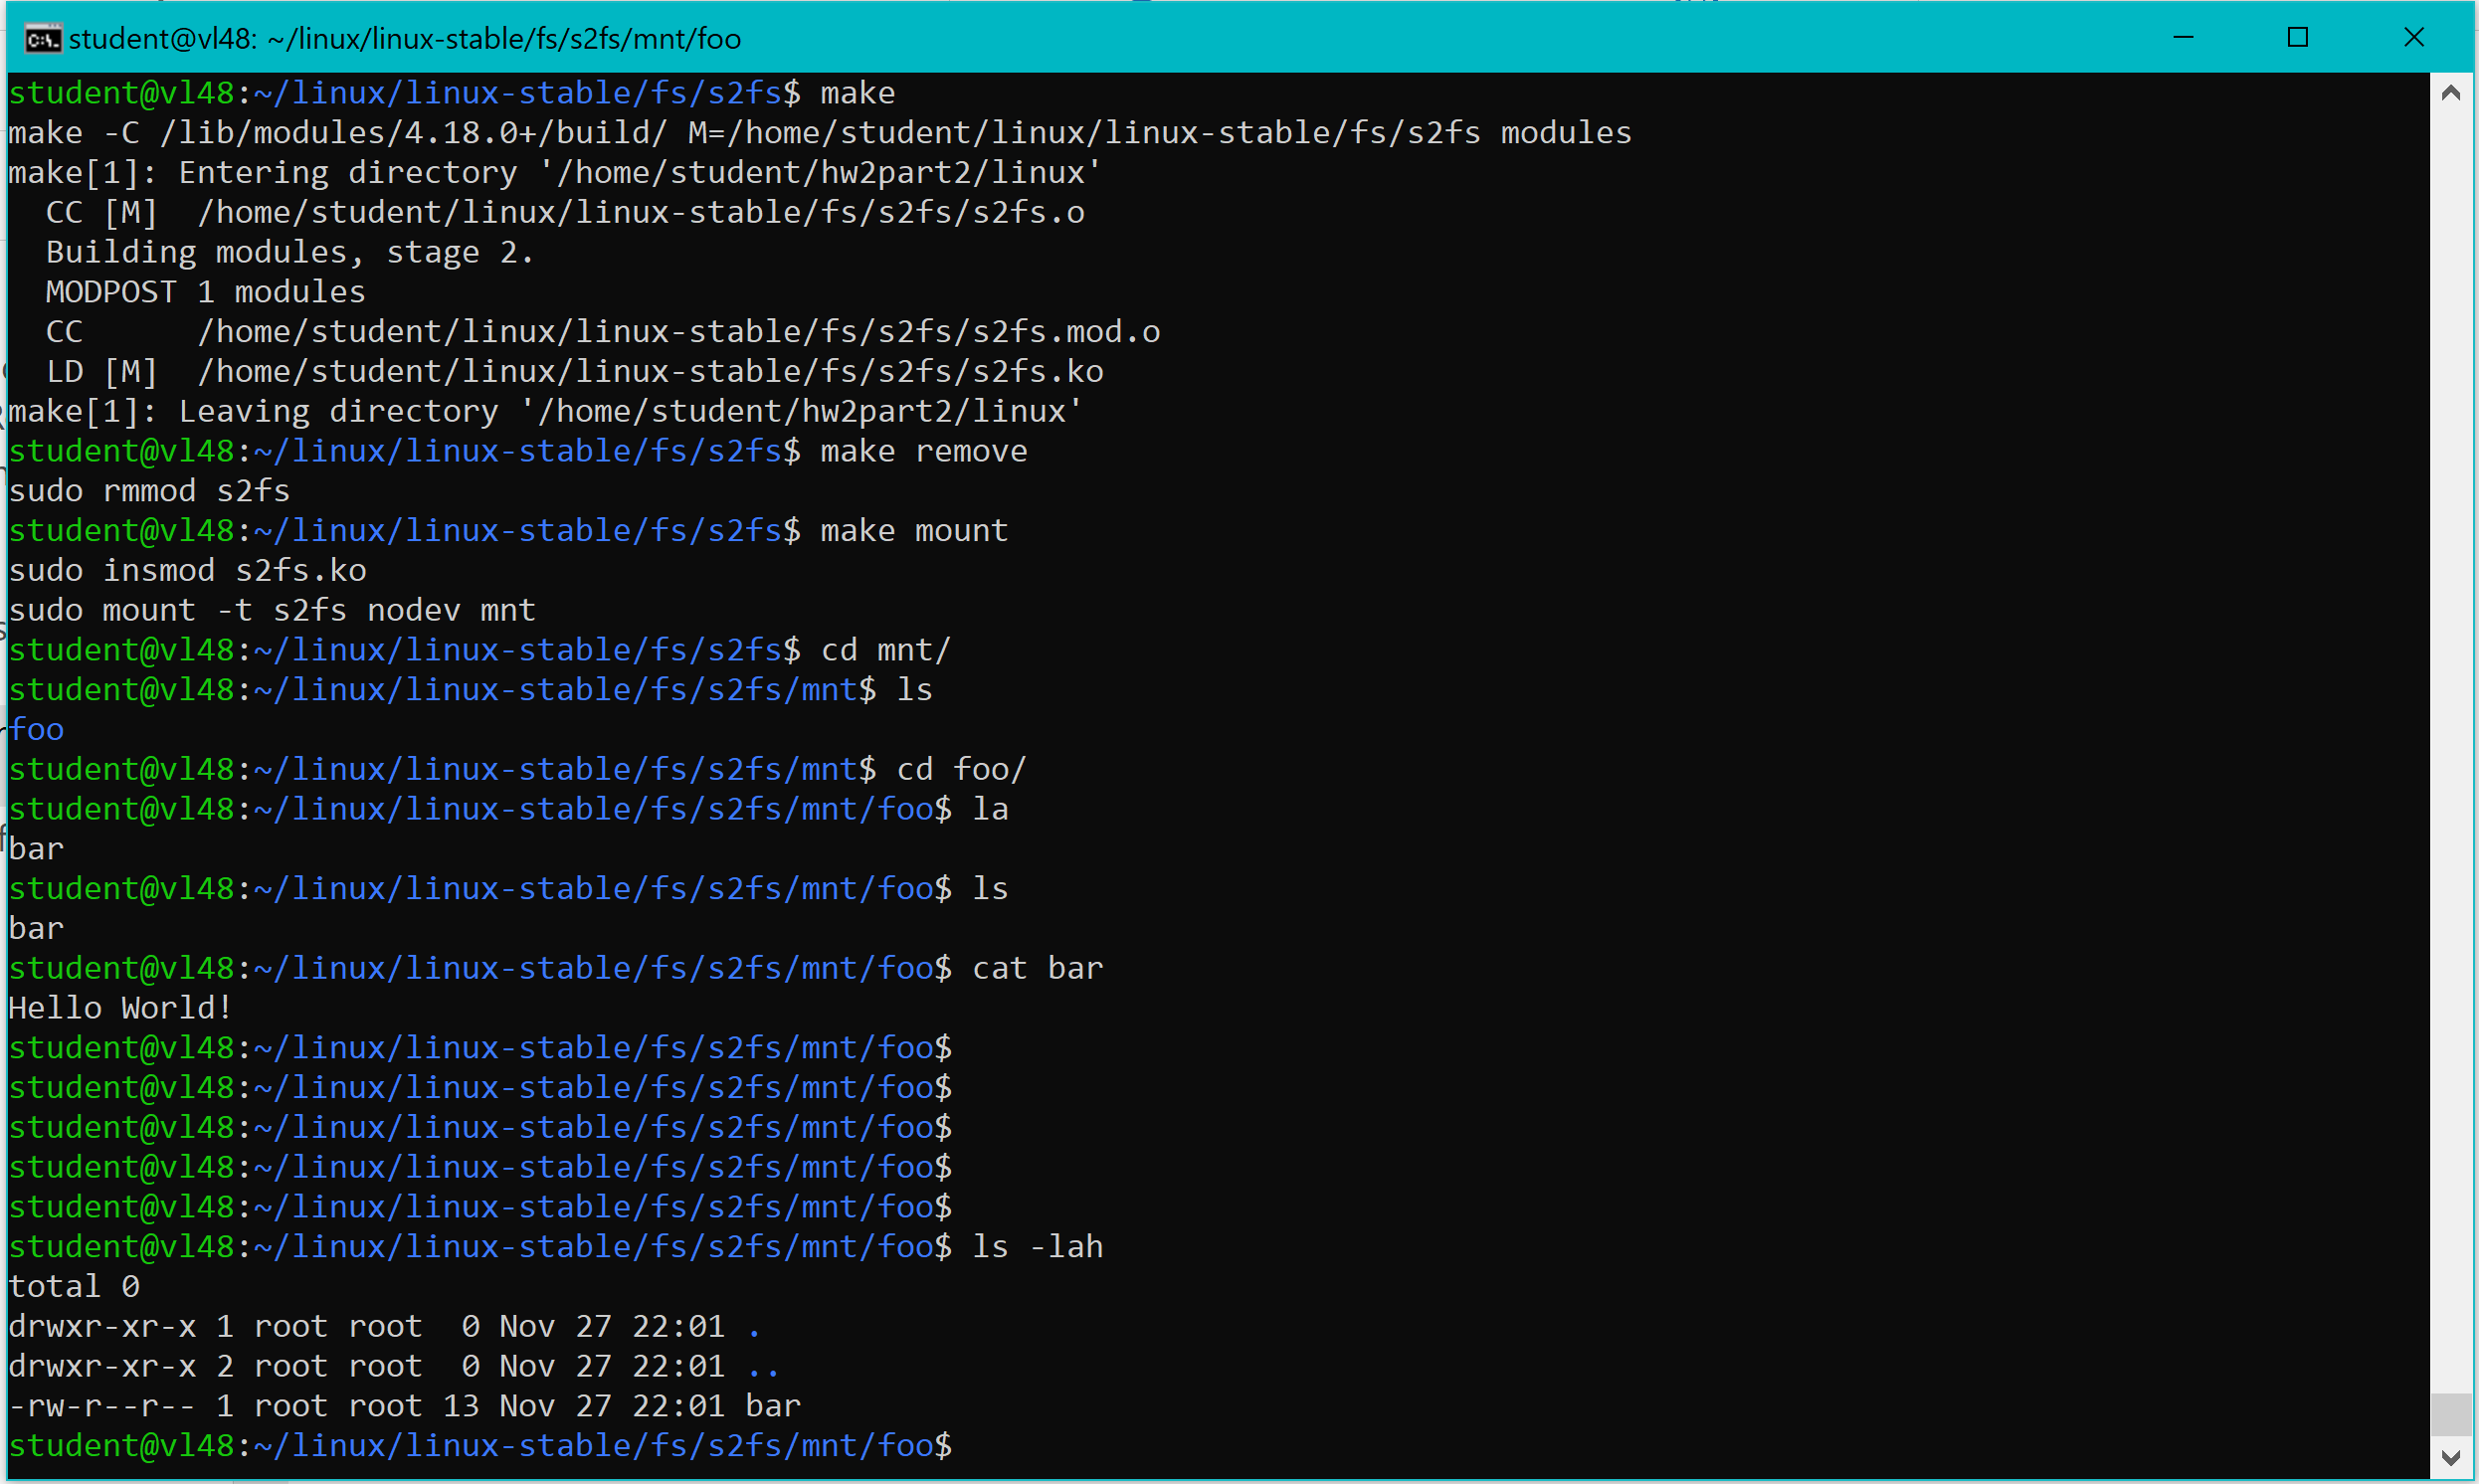 student@vl48: ~/linux/linux-stable/fs/s2fs/mnt/foo
student@vl48:~/linux/linux-stable/fs/s2fs$ make
make -C /lib/modules/4.18.0+/build/ M=/home/student/linux/linux-stable/fs/s2fs modules
make[1]: Entering directory '/home/student/hw2part2/linux'
  CC [M]  /home/student/linux/linux-stable/fs/s2fs/s2fs.o
  Building modules, stage 2.
  MODPOST 1 modules
  CC      /home/student/linux/linux-stable/fs/s2fs/s2fs.mod.o
  LD [M]  /home/student/linux/linux-stable/fs/s2fs/s2fs.ko
make[1]: Leaving directory '/home/student/hw2part2/linux'
student@vl48:~/linux/linux-stable/fs/s2fs$ make remove
sudo rmmod s2fs
student@vl48:~/linux/linux-stable/fs/s2fs$ make mount
sudo insmod s2fs.ko
sudo mount -t s2fs nodev mnt
student@vl48:~/linux/linux-stable/fs/s2fs$ cd mnt/
student@vl48:~/linux/linux-stable/fs/s2fs/mnt$ ls
foo
student@vl48:~/linux/linux-stable/fs/s2fs/mnt$ cd foo/
student@vl48:~/linux/linux-stable/fs/s2fs/mnt/foo$ la
bar
student@vl48:~/linux/linux-stable/fs/s2fs/mnt/foo$ ls
bar
student@vl48:~/linux/linux-stable/fs/s2fs/mnt/foo$ cat bar
Hello World!
student@vl48:~/linux/linux-stable/fs/s2fs/mnt/foo$
student@vl48:~/linux/linux-stable/fs/s2fs/mnt/foo$
student@vl48:~/linux/linux-stable/fs/s2fs/mnt/foo$
student@vl48:~/linux/linux-stable/fs/s2fs/mnt/foo$
student@vl48:~/linux/linux-stable/fs/s2fs/mnt/foo$
student@vl48:~/linux/linux-stable/fs/s2fs/mnt/foo$ ls -lah
total 0
drwxr-xr-x 1 root root  0 Nov 27 22:01 .
drwxr-xr-x 2 root root  0 Nov 27 22:01 ..
-rw-r--r-- 1 root root 13 Nov 27 22:01 bar
student@vl48:~/linux/linux-stable/fs/s2fs/mnt/foo$